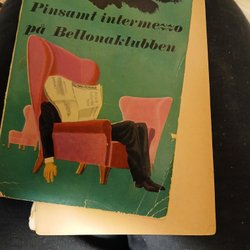 Pinsamt intermezzo
på Bellonaklubben